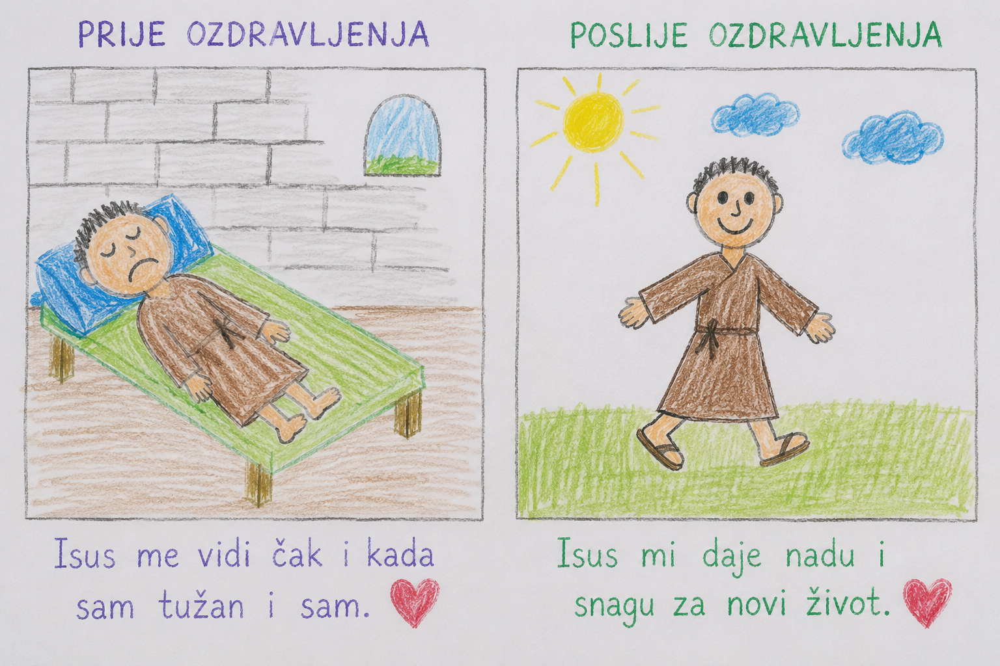 PRIJE OZDRAVLJENJA
Isus me vidi čak i kada
sam tužan i sam.
POSLIJE OZDRAVLJENJA
Isus mi daje nadu i
snagu za novi život.